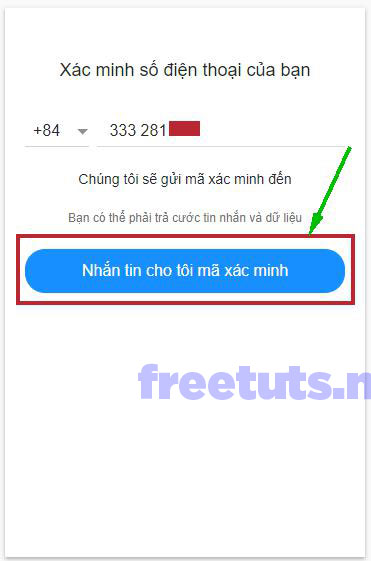 Xác minh số điện thoại của bạn
+84 333 281
Chúng tôi sẽ gửi mã xác minh đến
Bạn có thể phải trả cước tin nhắn và dữ liệu
Nhắn tin cho tôi mã xác minh
freetuts.n